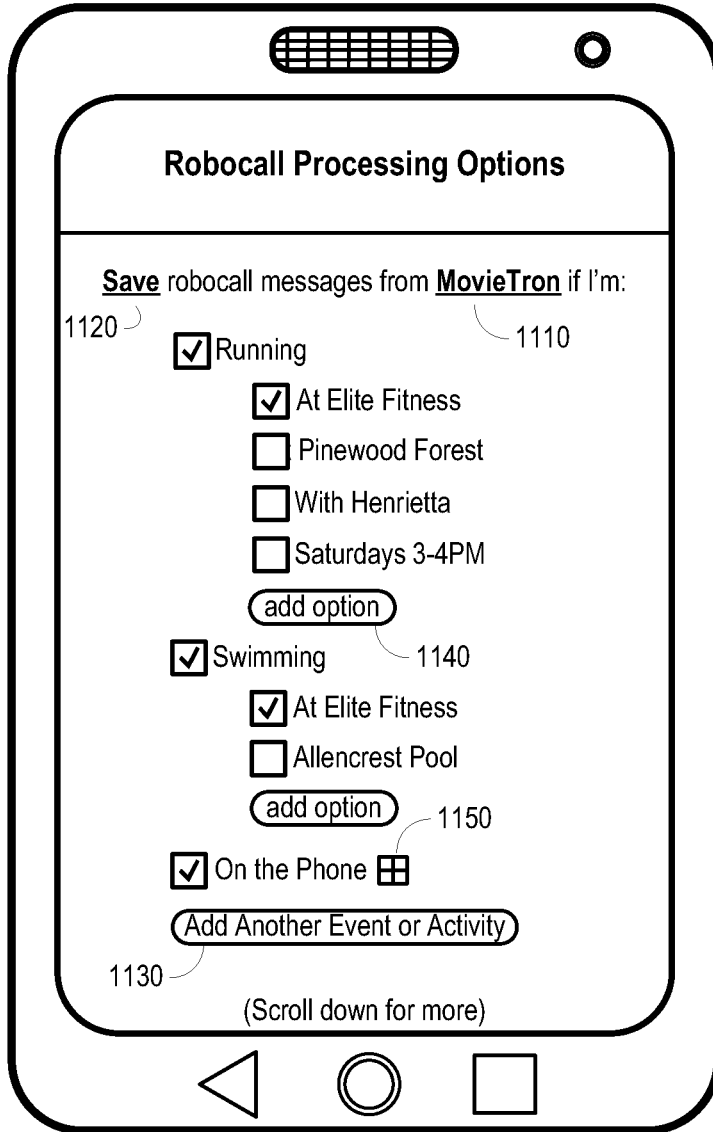 Robocall Processing Options
Save robocall messages from MovieTron if I'm:
1120
1110
Running
At Elite Fitness
Pinewood Forest
With Henrietta
Saturdays 3-4PM
add option
1140
Swimming
At Elite Fitness
Allencrest Pool
add option
1150
On the Phone
Add Another Event or Activity
1130
(Scroll down for more)